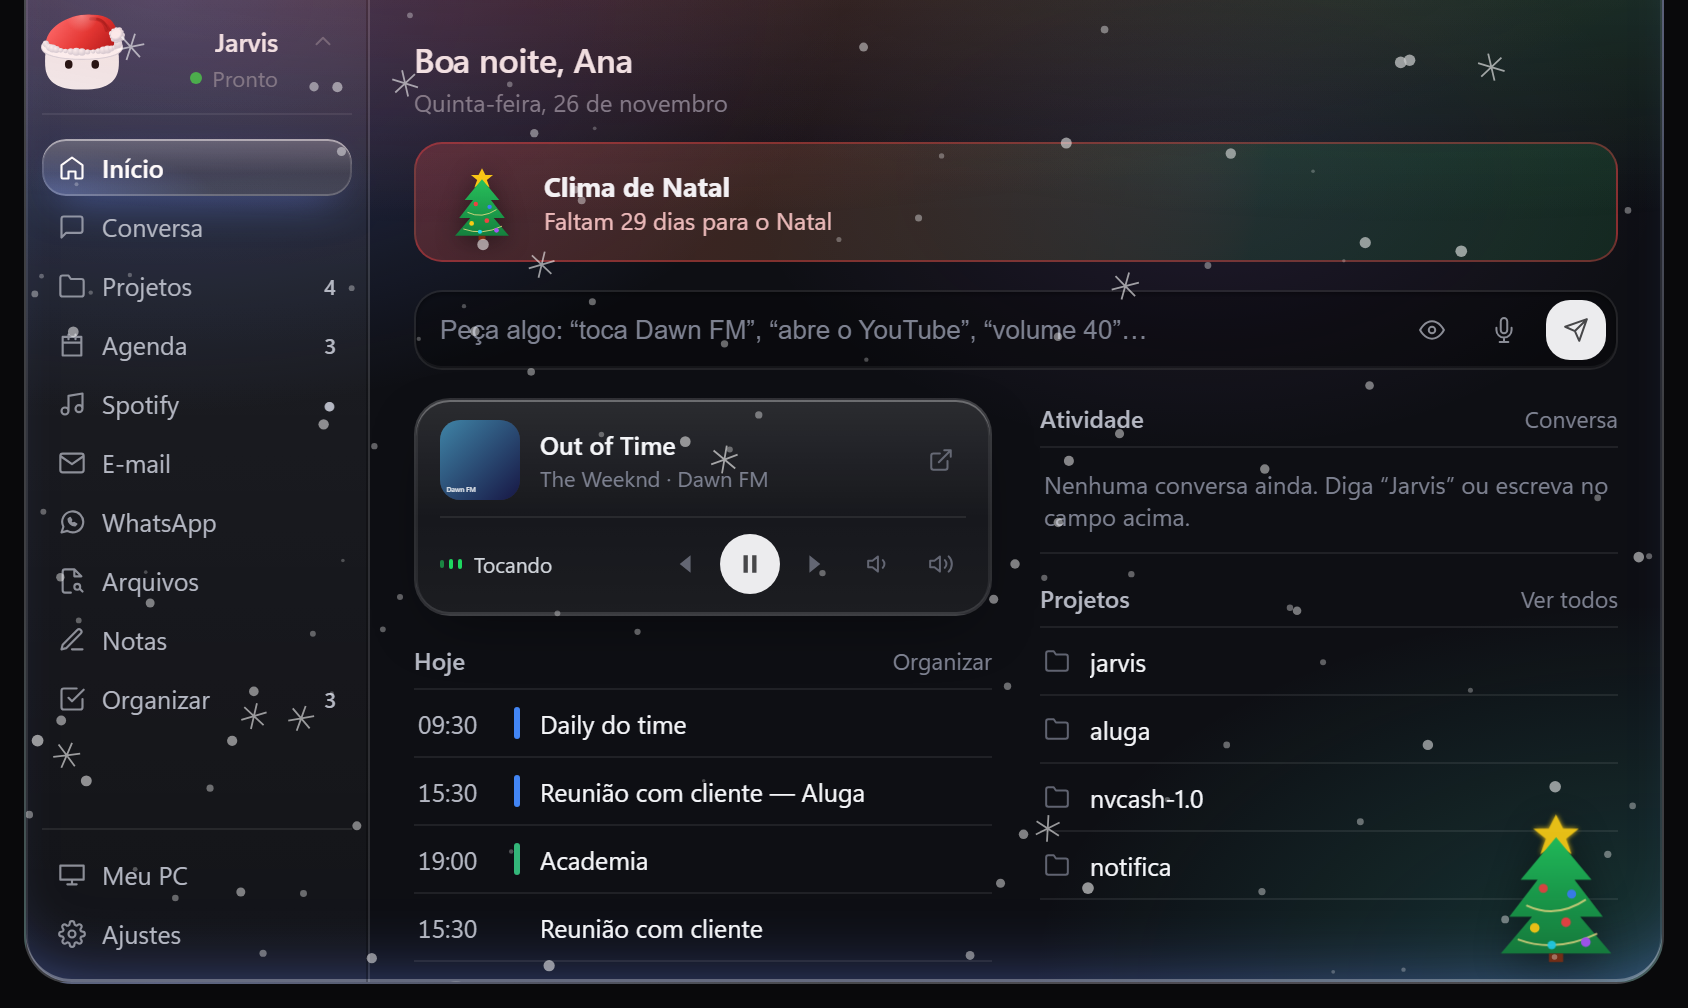 Jarvis
Pronto
Início
Conversa
Projetos 4
Agenda 3
Spotify
E-mail
WhatsApp
Arquivos
Notas
Organizar 3
Meu PC
Ajustes
Boa noite, Ana
Quinta-feira, 26 de novembro
Clima de Natal
Faltam 29 dias para o Natal
Peça algo: “toca Dawn FM”, “abre o YouTube”, “volume 40”…
Dawn FM
Out of Time
The Weeknd · Dawn FM
Tocando
Hoje Organizar
09:30 Daily do time
15:30 Reunião com cliente — Aluga
19:00 Academia
15:30 Reunião com cliente
Atividade Conversa
Nenhuma conversa ainda. Diga “Jarvis” ou escreva no
campo acima.
Projetos Ver todos
jarvis
aluga
nvcash-1.0
notifica